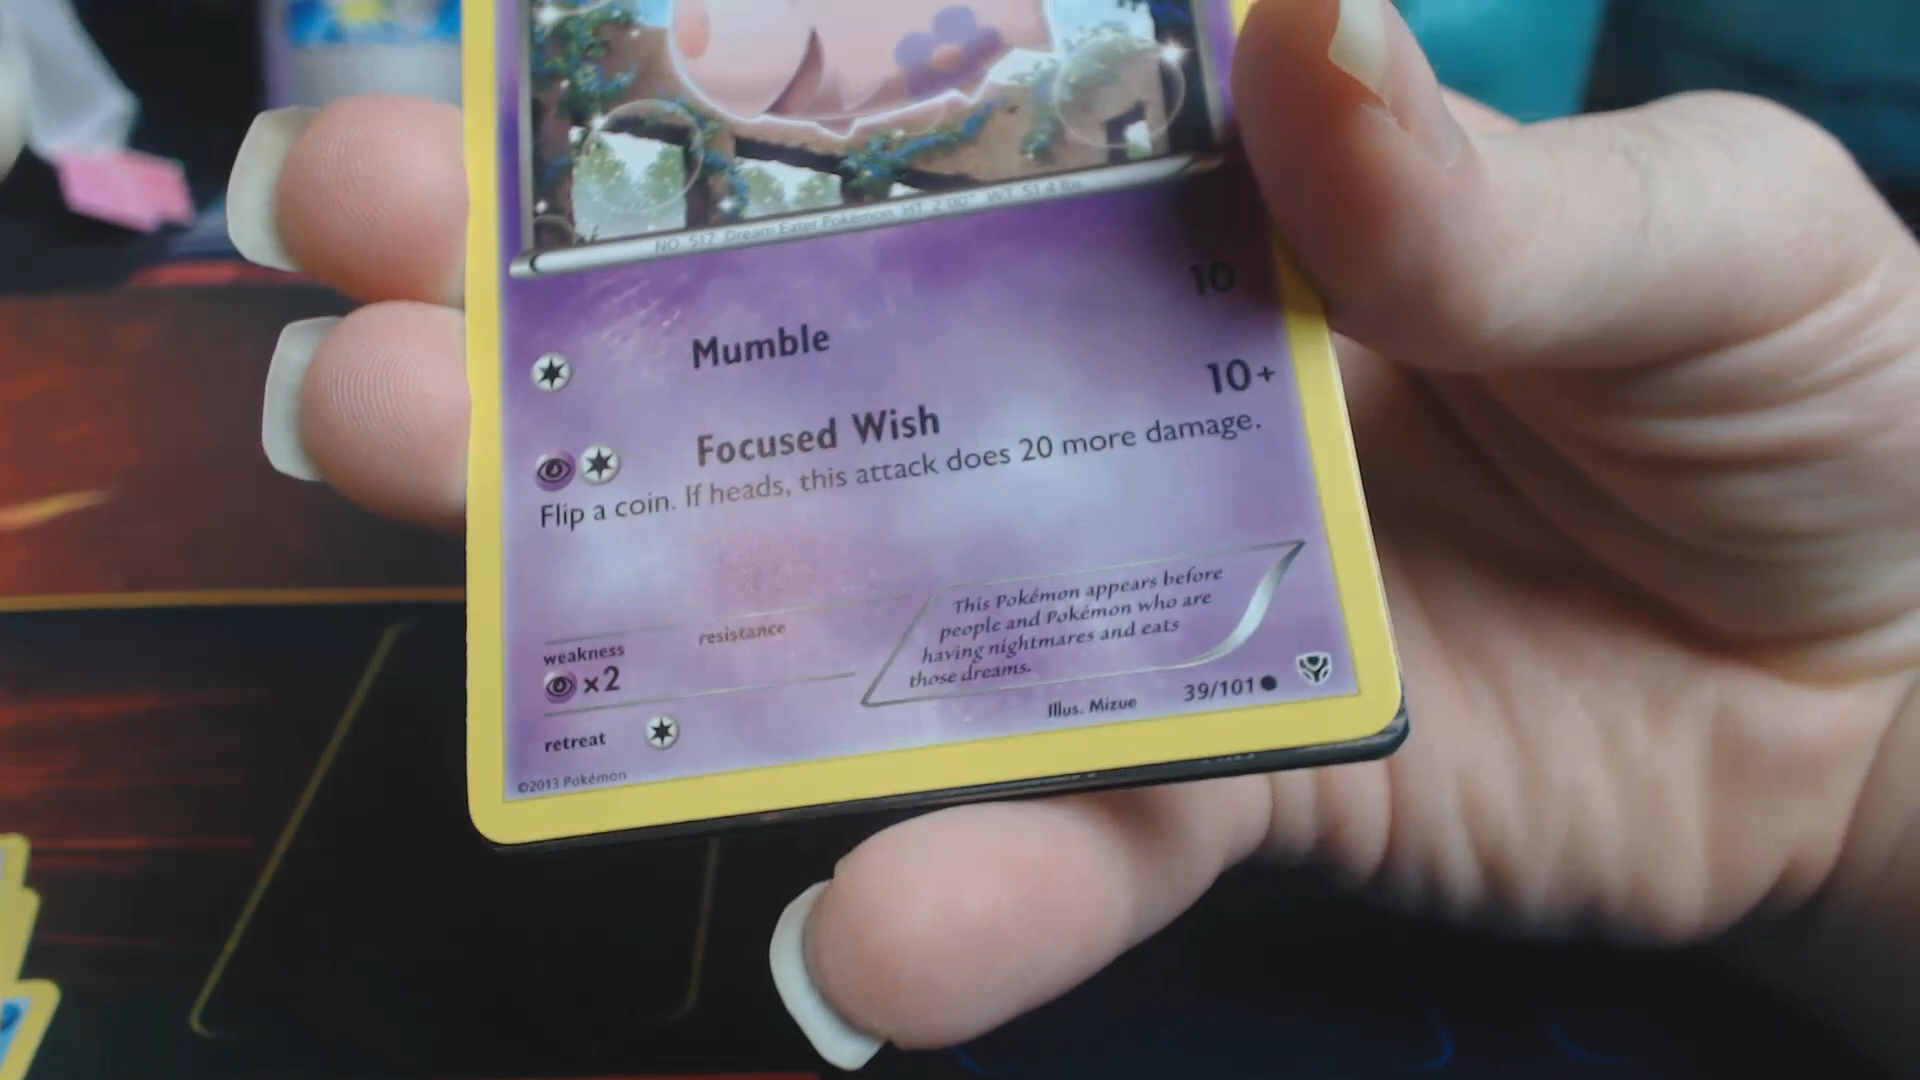 NO. 517 Dream Eater Pokémon HT 2'00" WT 51.4 lbs.
Mumble 10
Focused Wish 10+
Flip a coin. If heads, this attack does 20 more damage.
weakness
×2
resistance
retreat
This Pokémon appears before
people and Pokémon who are
having nightmares and eats
those dreams.
Illus. Mizue 39/101
©2013 Pokémon